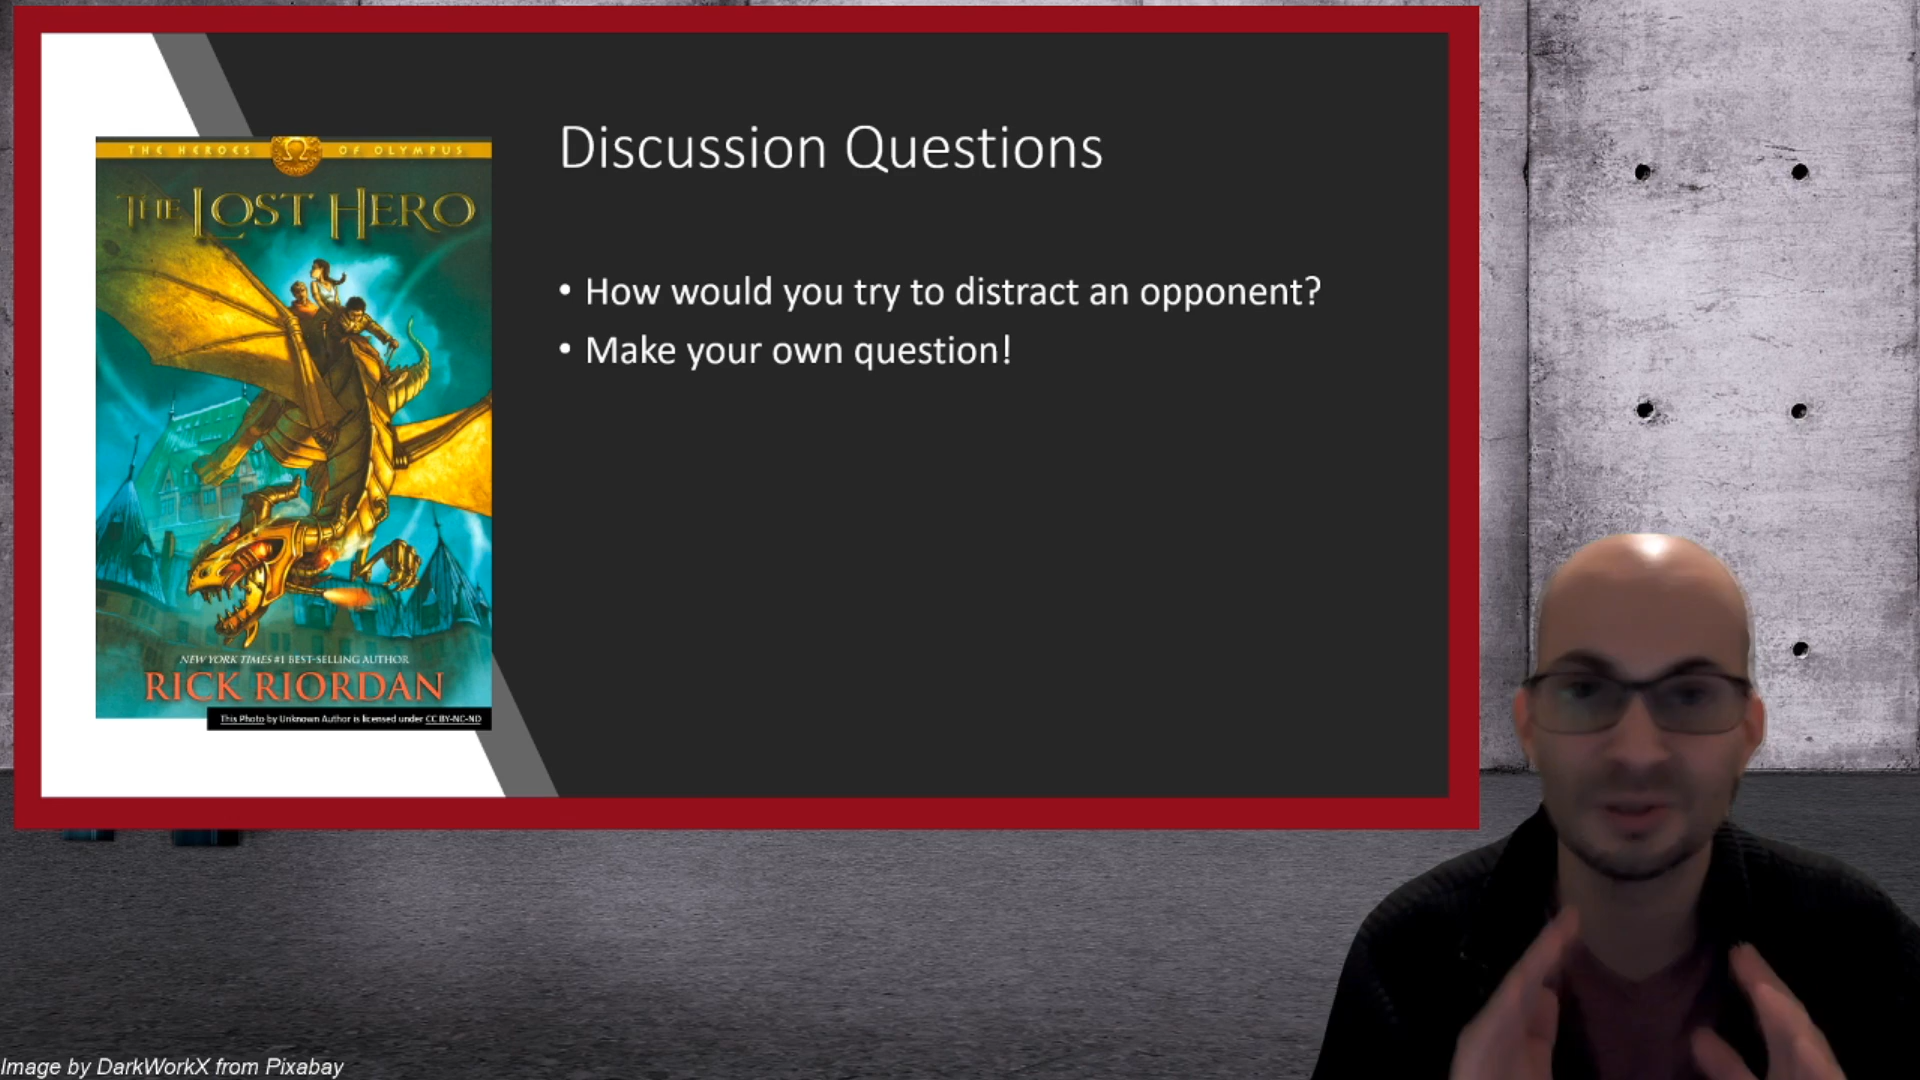 THE HEROES OF OLYMPUS
THE LOST HERO
NEW YORK TIMES #1 BEST-SELLING AUTHOR
RICK RIORDAN
This Photo by Unknown Author is licensed under CC BY-NC-ND
Discussion Questions
• How would you try to distract an opponent?
• Make your own question!
Image by DarkWorkX from Pixabay